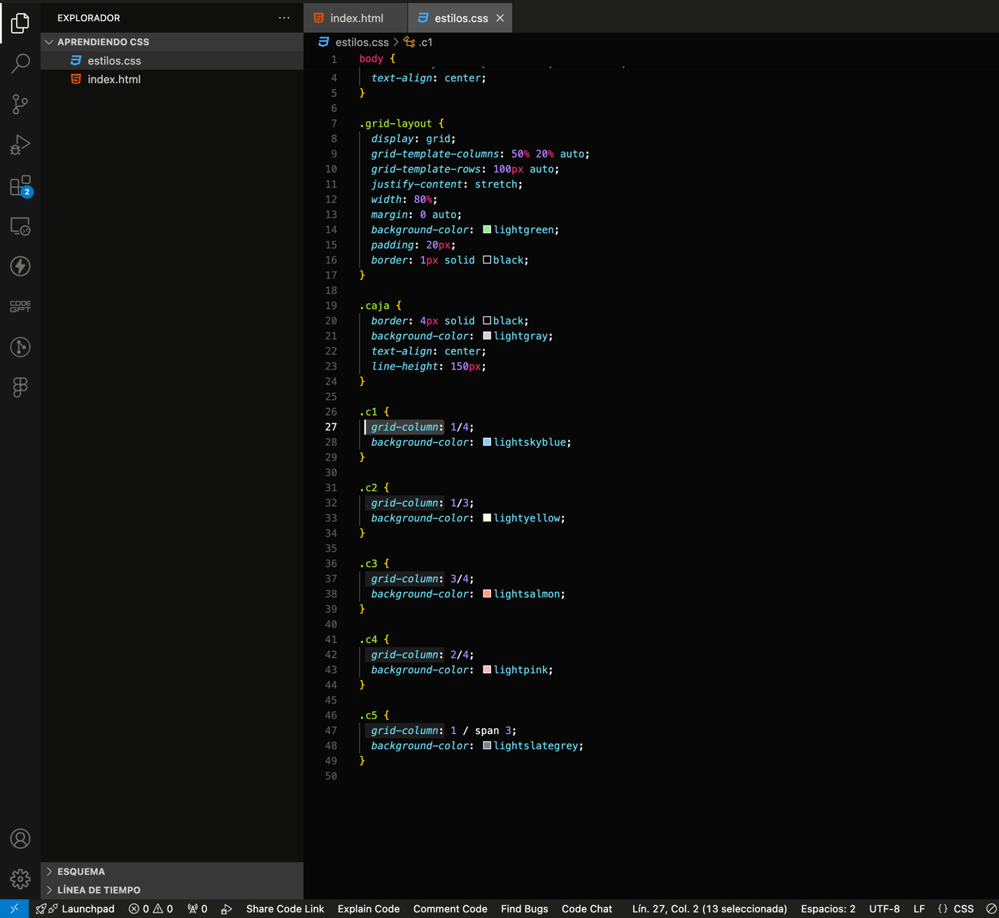 EXPLORADOR
···
index.html
estilos.css
APRENDIENDO CSS
estilos.css
index.html
2
CODE
GPT
estilos.css > .c1
1 body {
4 text-align: center;
5 }
6
7 .grid-layout {
8 display: grid;
9 grid-template-columns: 50% 20% auto;
10 grid-template-rows: 100px auto;
11 justify-content: stretch;
12 width: 80%;
13 margin: 0 auto;
14 background-color: lightgreen;
15 padding: 20px;
16 border: 1px solid black;
17 }
18
19 .caja {
20 border: 4px solid black;
21 background-color: lightgray;
22 text-align: center;
23 line-height: 150px;
24 }
25
26 .c1 {
27 grid-column: 1/4;
28 background-color: lightskyblue;
29 }
30
31 .c2 {
32 grid-column: 1/3;
33 background-color: lightyellow;
34 }
35
36 .c3 {
37 grid-column: 3/4;
38 background-color: lightsalmon;
39 }
40
41 .c4 {
42 grid-column: 2/4;
43 background-color: lightpink;
44 }
45
46 .c5 {
47 grid-column: 1 / span 3;
48 background-color: lightslategrey;
49 }
50
ESQUEMA
LÍNEA DE TIEMPO
Launchpad 0 0 0 Share Code Link Explain Code Comment Code Find Bugs Code Chat Lín. 27, Col. 2 (13 seleccionada) Espacios: 2 UTF-8 LF {} CSS